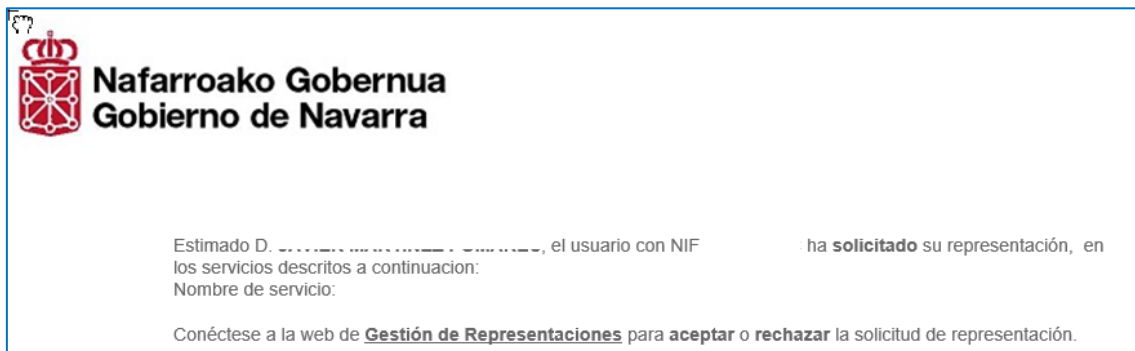 Nafarroako Gobernua
Gobierno de Navarra
Estimado D. , el usuario con NIF ha solicitado su representación, en
los servicios descritos a continuacion:
Nombre de servicio:
Conéctese a la web de Gestión de Representaciones para aceptar o rechazar la solicitud de representación.